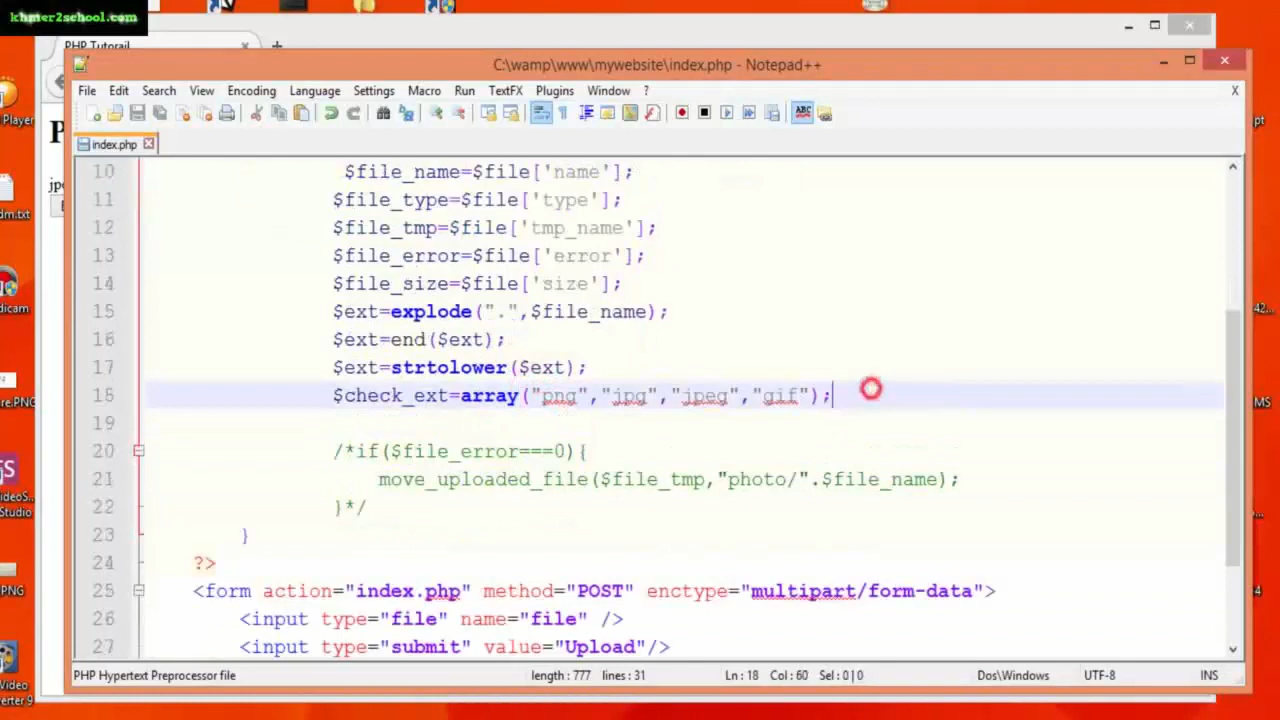 khmer2school.com
PHP Tutorail
C:\wamp\www\mywebsite\index.php - Notepad++
File Edit Search View Encoding Language Settings Macro Run TextFX Plugins Window ? X
index.php
10 $file_name=$file['name'];
11 $file_type=$file['type'];
12 $file_tmp=$file['tmp_name'];
13 $file_error=$file['error'];
14 $file_size=$file['size'];
15 $ext=explode(".",$file_name);
16 $ext=end($ext);
17 $ext=strtolower($ext);
18 $check_ext=array("png","jpg","jpeg","gif");
19
20 /*if($file_error===0){
21 move_uploaded_file($file_tmp,"photo/".$file_name);
22 }*/
23 }
24 ?>
25 <form action="index.php" method="POST" enctype="multipart/form-data">
26 <input type="file" name="file" />
27 <input type="submit" value="Upload"/>
PHP Hypertext Preprocessor file length : 777 lines : 31 Ln : 18 Col : 60 Sel : 0 | 0 Dos\Windows UTF-8 INS